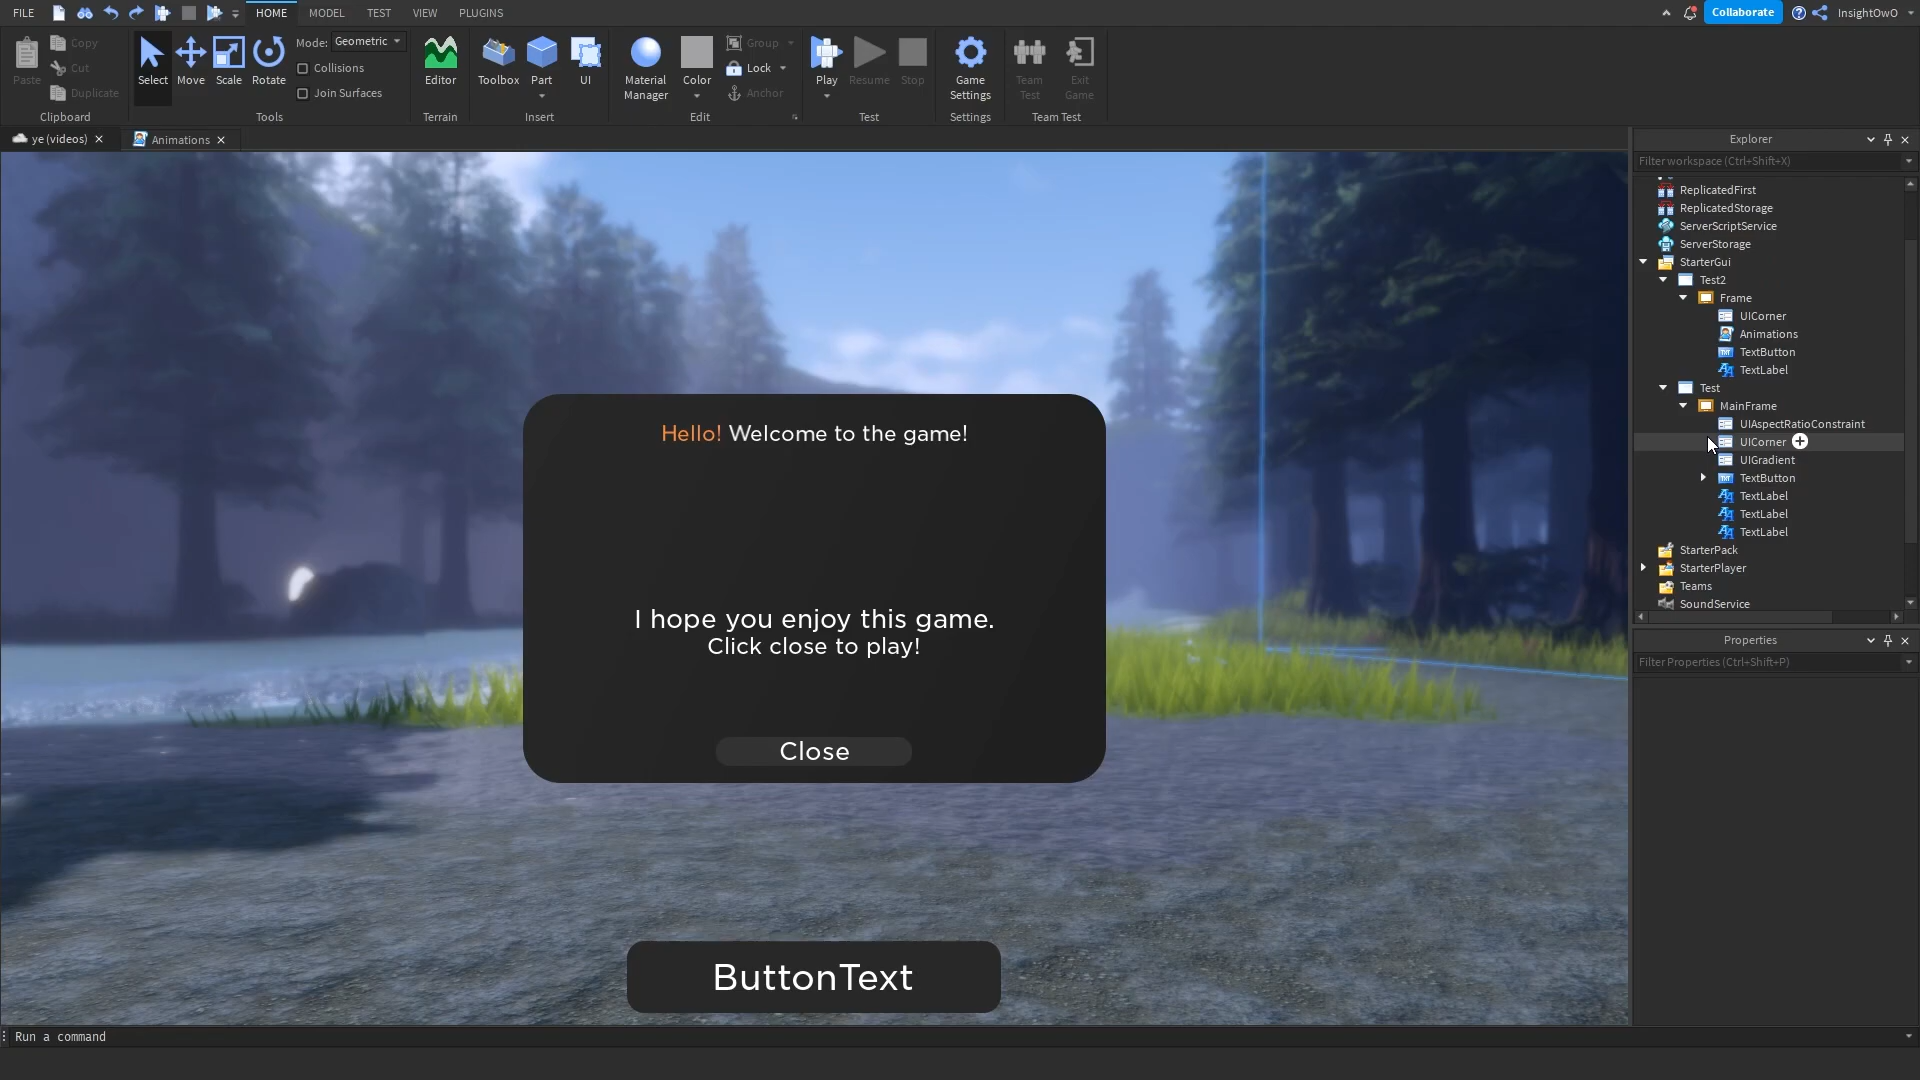 FILE
HOME
MODEL
TEST
VIEW
PLUGINS
Collaborate
InsightOwO
Paste
Copy
Cut
Duplicate
Clipboard
Select
Move
Scale
Rotate
Mode: Geometric
Collisions
Join Surfaces
Tools
Editor
Terrain
Toolbox
Part
UI
Insert
Material
Manager
Color
Group
Lock
Anchor
Edit
Play
Resume
Stop
Test
Game
Settings
Settings
Team
Test
Exit
Game
Team Test
ye (videos)
Animations
Hello! Welcome to the game!
I hope you enjoy this game.
Click close to play!
Close
ButtonText
Explorer
Filter workspace (Ctrl+Shift+X)
ReplicatedFirst
ReplicatedStorage
ServerScriptService
ServerStorage
StarterGui
Test2
Frame
UICorner
Animations
TextButton
TextLabel
Test
MainFrame
UIAspectRatioConstraint
UICorner
UIGradient
TextButton
TextLabel
TextLabel
TextLabel
StarterPack
StarterPlayer
Teams
SoundService
Properties
Filter Properties (Ctrl+Shift+P)
Run a command